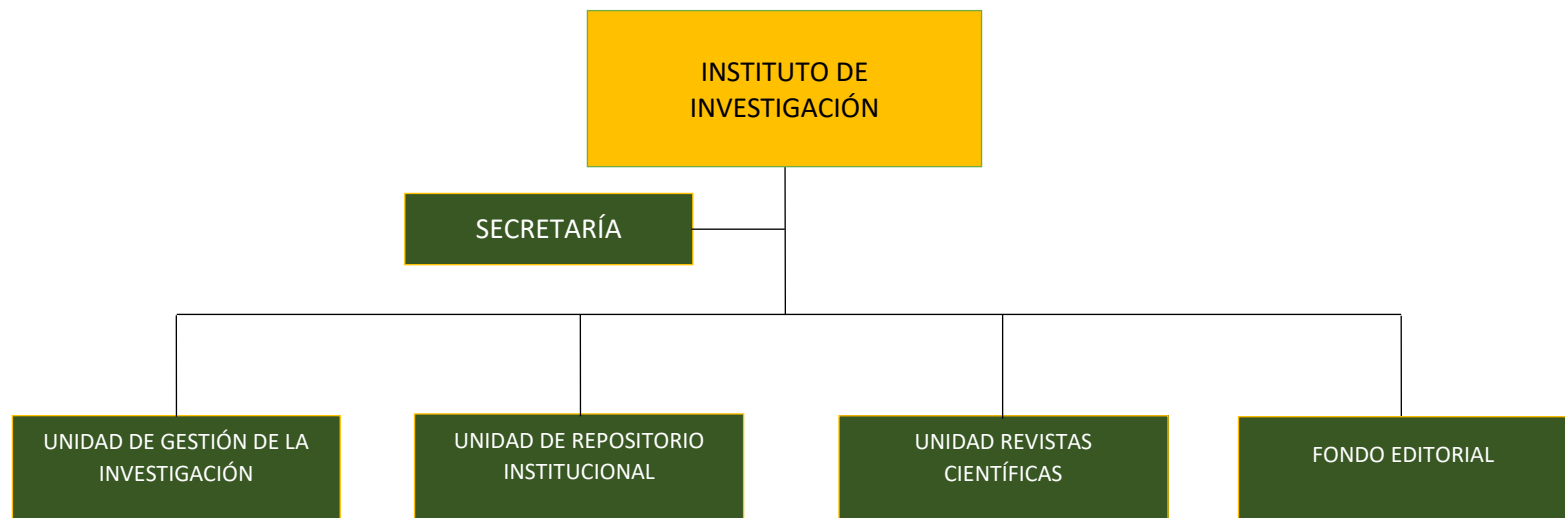 INSTITUTO DE
INVESTIGACIÓN
SECRETARÍA
UNIDAD DE GESTIÓN DE LA
INVESTIGACIÓN
UNIDAD DE REPOSITORIO
INSTITUCIONAL
UNIDAD REVISTAS
CIENTÍFICAS
FONDO EDITORIAL